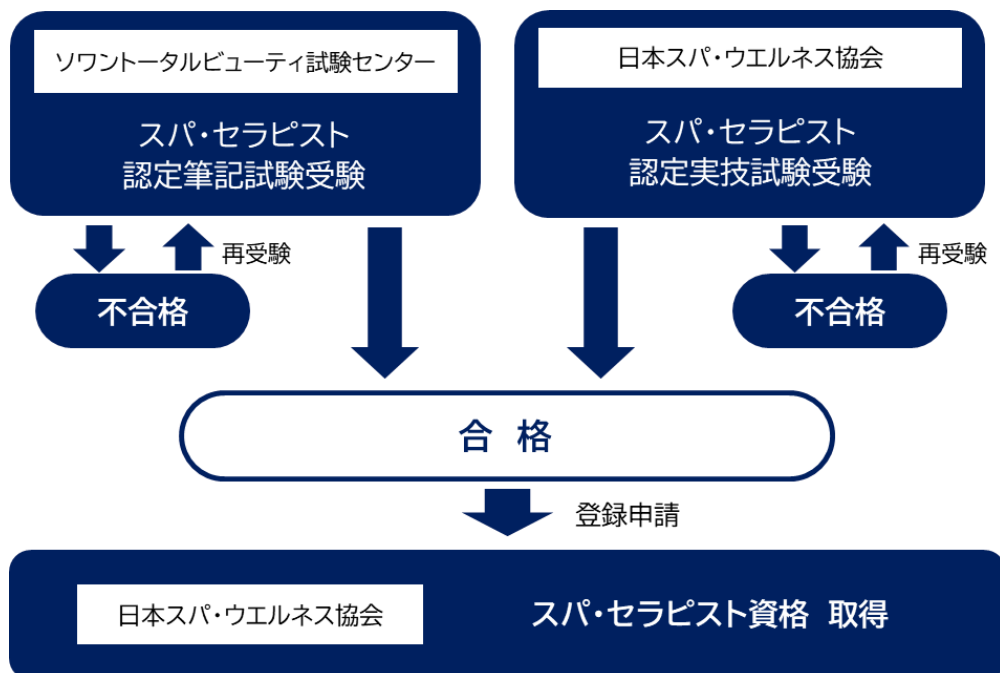 ソワントータルビューティ試験センター
スパ・セラピスト
認定筆記試験受験
日本スパ・ウエルネス協会
スパ・セラピスト
認定実技試験受験
再受験
不合格
再受験
不合格
合 格
登録申請
日本スパ・ウエルネス協会
スパ・セラピスト資格 取得